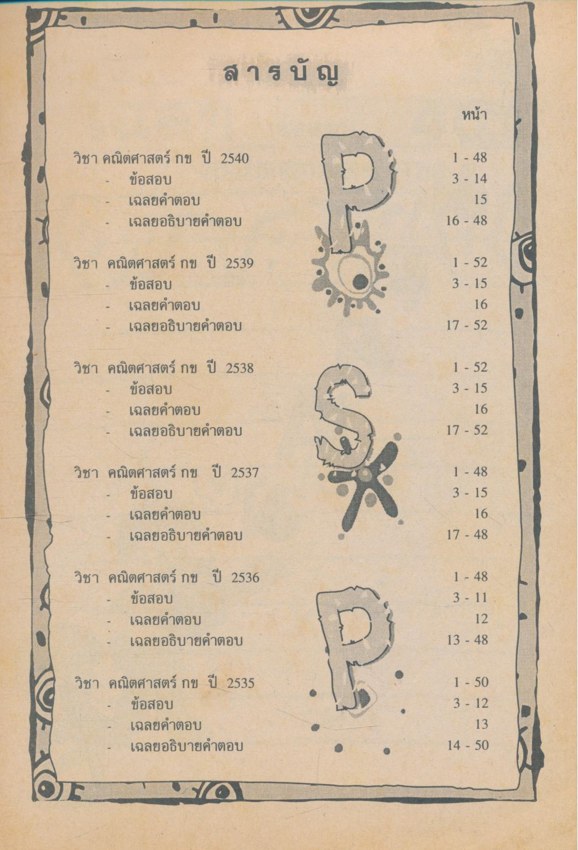 สารบัญ
หน้า
วิชา คณิตศาสตร์ กข ปี 2540 1 - 48
- ข้อสอบ 3 - 14
- เฉลยคำตอบ 15
- เฉลยอธิบายคำตอบ 16 - 48
วิชา คณิตศาสตร์ กข ปี 2539 1 - 52
- ข้อสอบ 3 - 15
- เฉลยคำตอบ 16
- เฉลยอธิบายคำตอบ 17 - 52
วิชา คณิตศาสตร์ กข ปี 2538 1 - 52
- ข้อสอบ 3 - 15
- เฉลยคำตอบ 16
- เฉลยอธิบายคำตอบ 17 - 52
วิชา คณิตศาสตร์ กข ปี 2537 1 - 48
- ข้อสอบ 3 - 15
- เฉลยคำตอบ 16
- เฉลยอธิบายคำตอบ 17 - 48
วิชา คณิตศาสตร์ กข ปี 2536 1 - 48
- ข้อสอบ 3 - 11
- เฉลยคำตอบ 12
- เฉลยอธิบายคำตอบ 13 - 48
วิชา คณิตศาสตร์ กข ปี 2535 1 - 50
- ข้อสอบ 3 - 12
- เฉลยคำตอบ 13
- เฉลยอธิบายคำตอบ 14 - 50
P
S
P